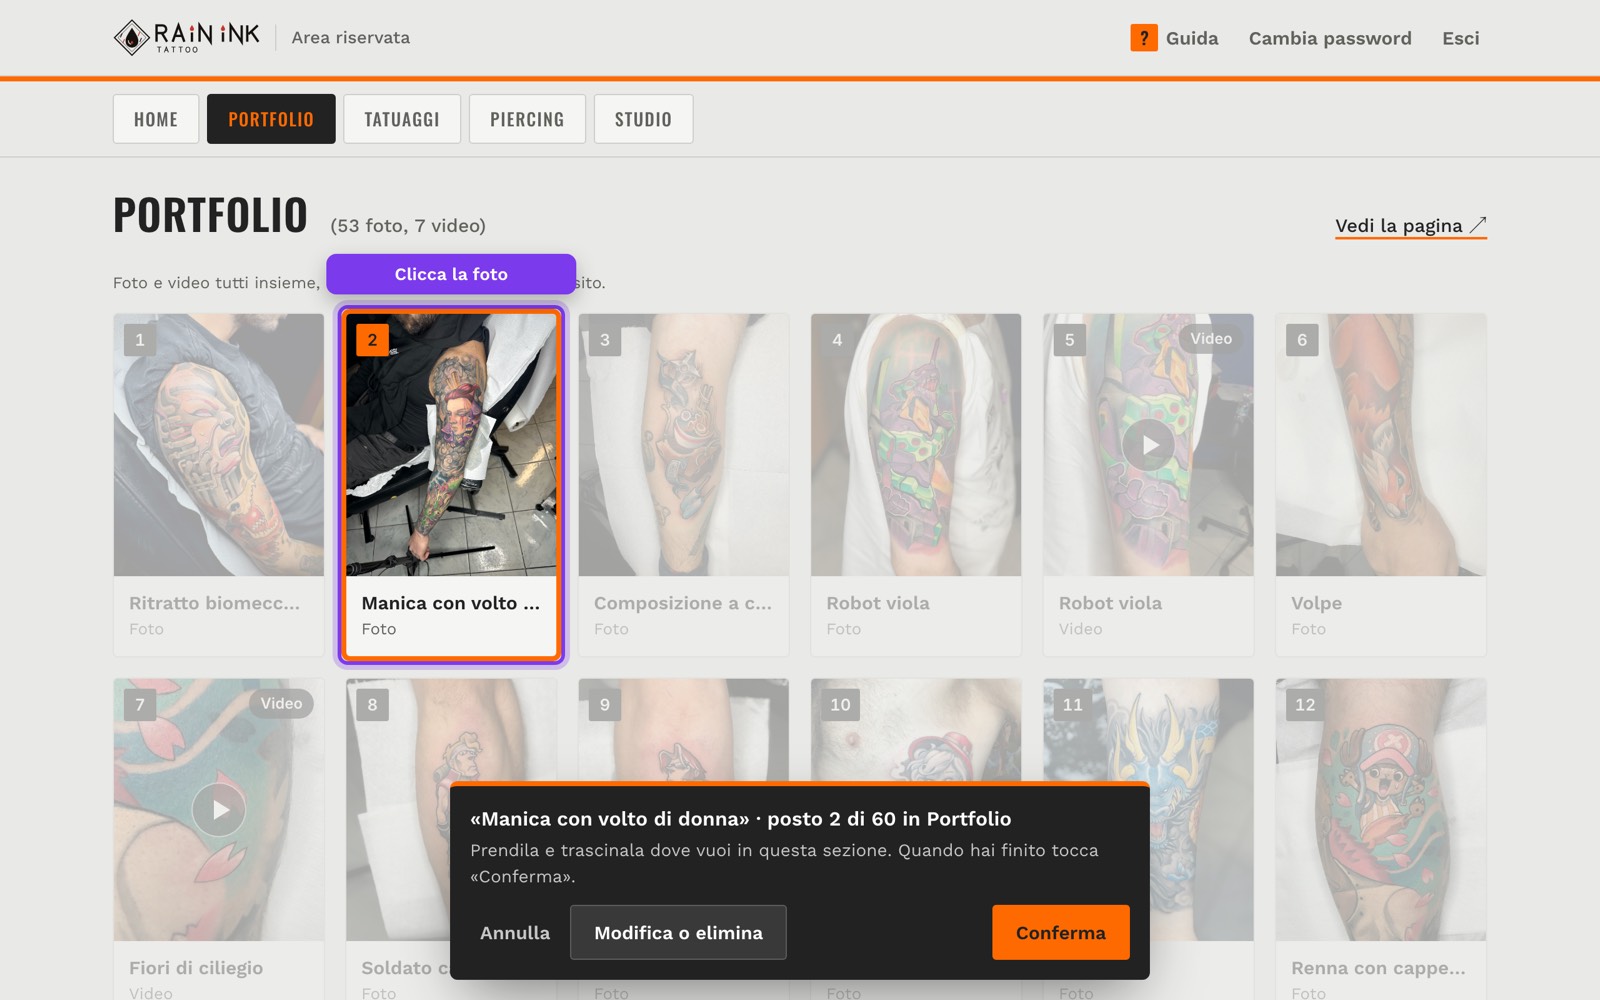 RAIN INK
TATTOO
Area riservata
? Guida
Cambia password
Esci
HOME
PORTFOLIO
TATUAGGI
PIERCING
STUDIO
PORTFOLIO
(53 foto, 7 video)
Vedi la pagina
Clicca la foto
Foto e video tutti insieme,
sito.
1
2
3
4
5
Video
6
Ritratto biomecc...
Foto
Manica con volto ...
Foto
Composizione a c...
Foto
Robot viola
Foto
Robot viola
Video
Volpe
Foto
7
Video
8
9
10
11
12
«Manica con volto di donna» · posto 2 di 60 in Portfolio
Prendila e trascinala dove vuoi in questa sezione. Quando hai finito tocca
«Conferma».
Annulla
Modifica o elimina
Conferma
Fiori di ciliegio
Video
Soldato
Foto
Foto
Foto
Foto
Renna con cappe...
Foto